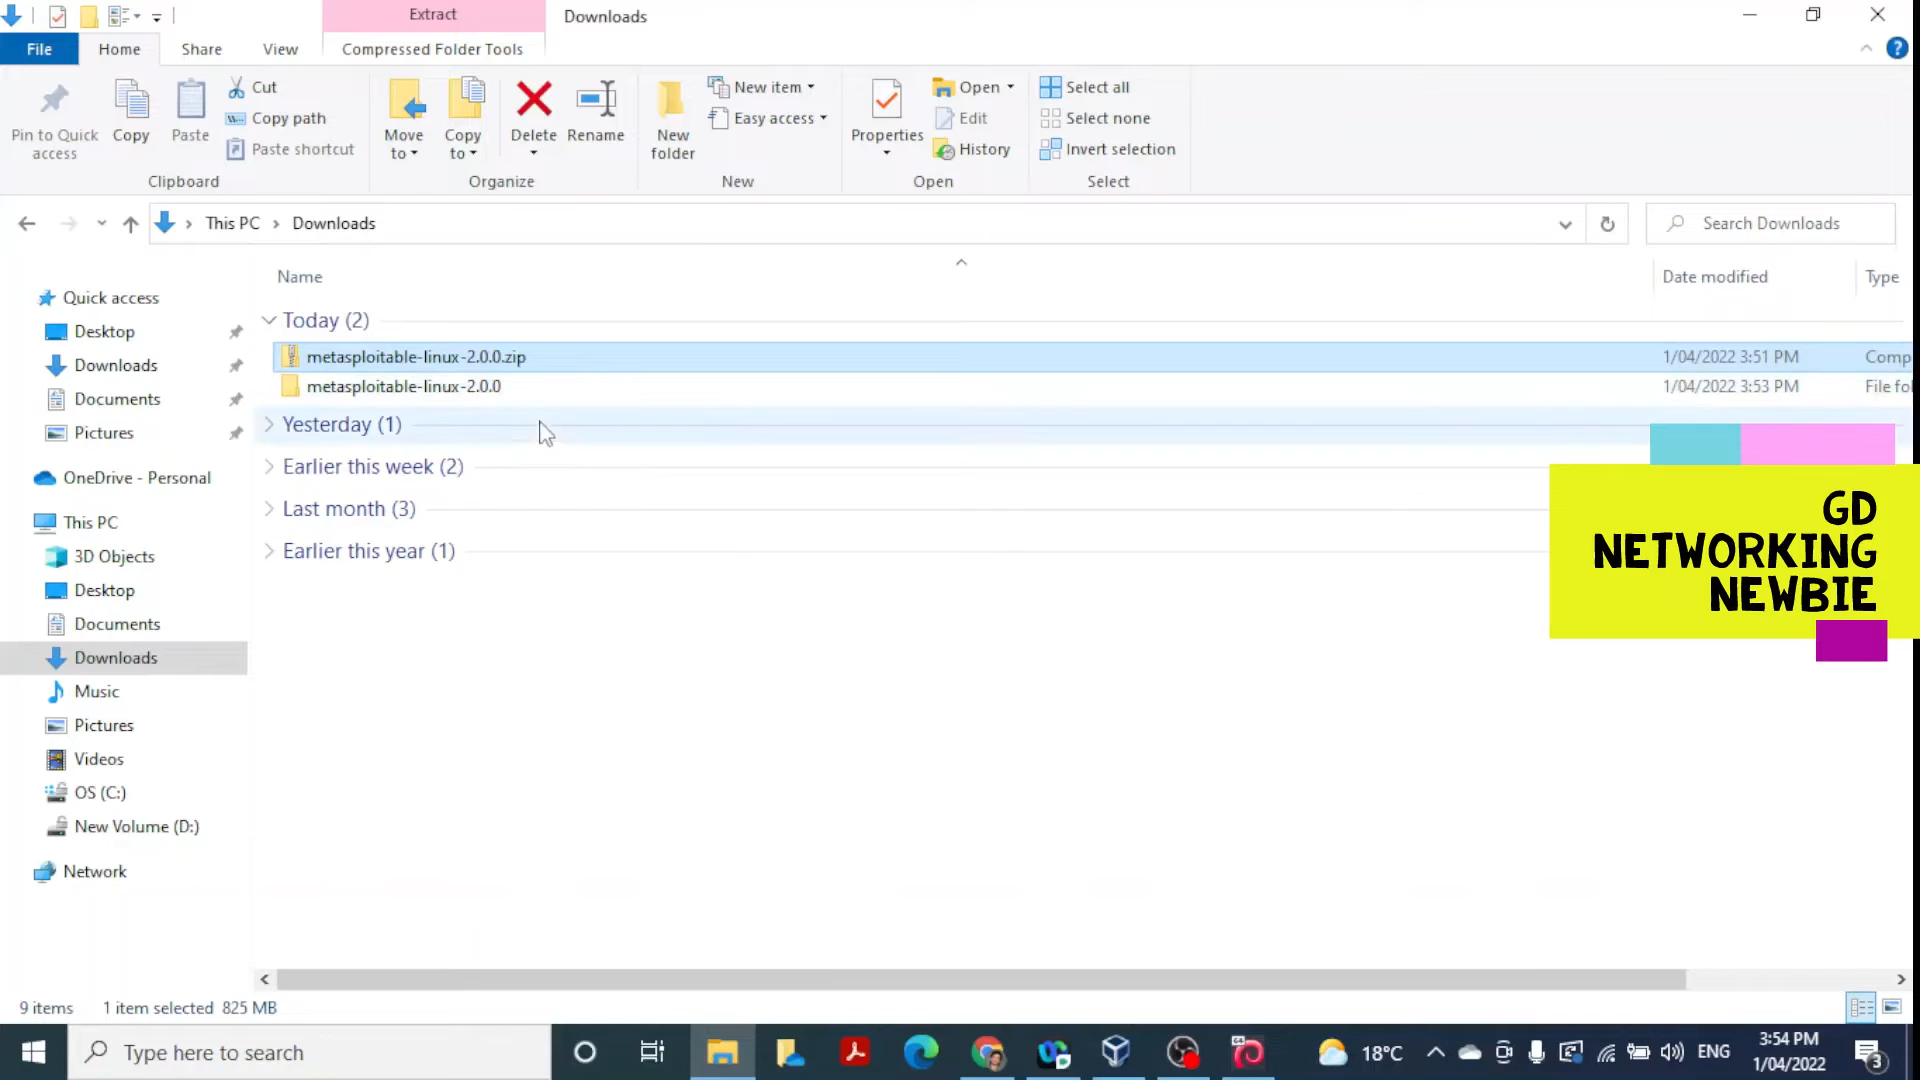 Extract
Downloads
File
Home
Share
View
Compressed Folder Tools
Pin to Quick
access
Copy
Paste
Cut
Copy path
Paste shortcut
Clipboard
Move
to
Copy
to
Delete
Rename
Organize
New
folder
New item
Easy access
New
Properties
Open
Edit
History
Open
Select all
Select none
Invert selection
Select
This PC
Downloads
Search Downloads
Name
Date modified
Type
Today (2)
metasploitable-linux-2.0.0.zip
1/04/2022 3:51 PM
Comp
metasploitable-linux-2.0.0
1/04/2022 3:53 PM
File fo
Yesterday (1)
Earlier this week (2)
Last month (3)
Earlier this year (1)
Quick access
Desktop
Downloads
Documents
Pictures
OneDrive - Personal
This PC
3D Objects
Desktop
Documents
Downloads
Music
Pictures
Videos
OS (C:)
New Volume (D:)
Network
GD
NETWORKING
NEWBIE
9 items
1 item selected 825 MB
Type here to search
18°C
ENG
3:54 PM
1/04/2022
3